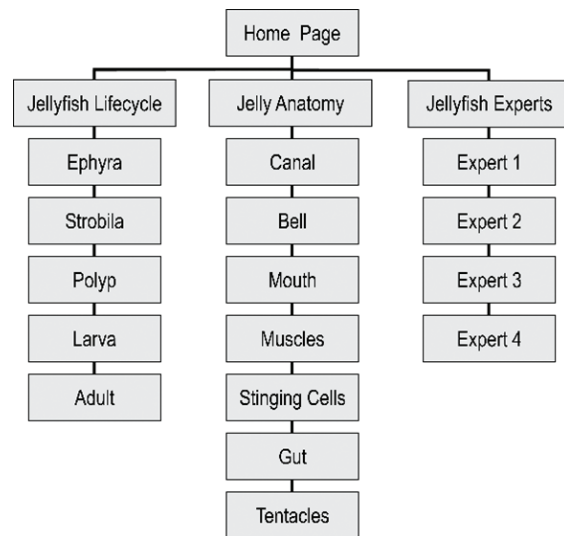 Home Page
Jellyfish Lifecycle
Jelly Anatomy
Jellyfish Experts
Ephyra
Canal
Expert 1
Strobila
Bell
Expert 2
Polyp
Mouth
Expert 3
Larva
Muscles
Expert 4
Adult
Stinging Cells
Gut
Tentacles